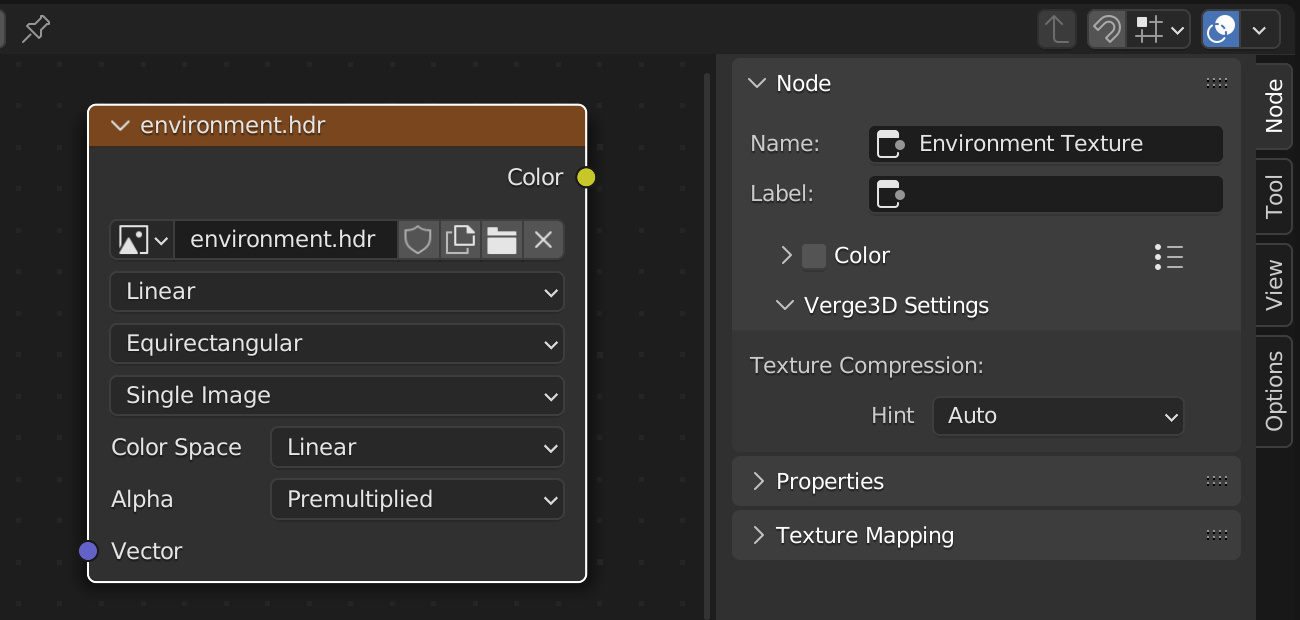 environment.hdr
Color
environment.hdr
Linear
Equirectangular
Single Image
Color Space Linear
Alpha Premultiplied
Vector
Node
Name: Environment Texture
Label:
Color
Verge3D Settings
Texture Compression:
Hint Auto
Properties
Texture Mapping
Node
Tool
View
Options